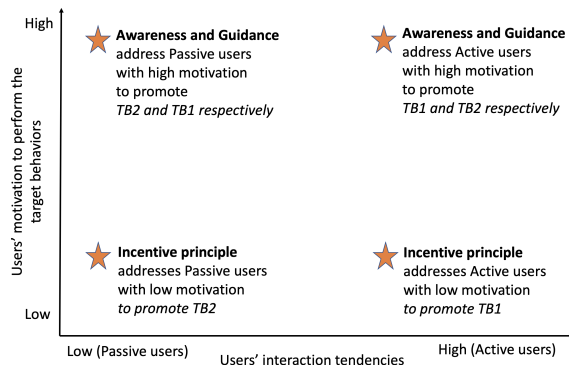 High
Awareness and Guidance
address Passive users
with high motivation
to promote
TB2 and TB1 respectively
Awareness and Guidance
address Active users
with high motivation
to promote
TB1 and TB2 respectively
Users’ motivation to perform the
target behaviors
Incentive principle
addresses Passive users
with low motivation
to promote TB2
Incentive principle
addresses Active users
with low motivation
to promote TB1
Low
Low (Passive users)
Users’ interaction tendencies
High (Active users)